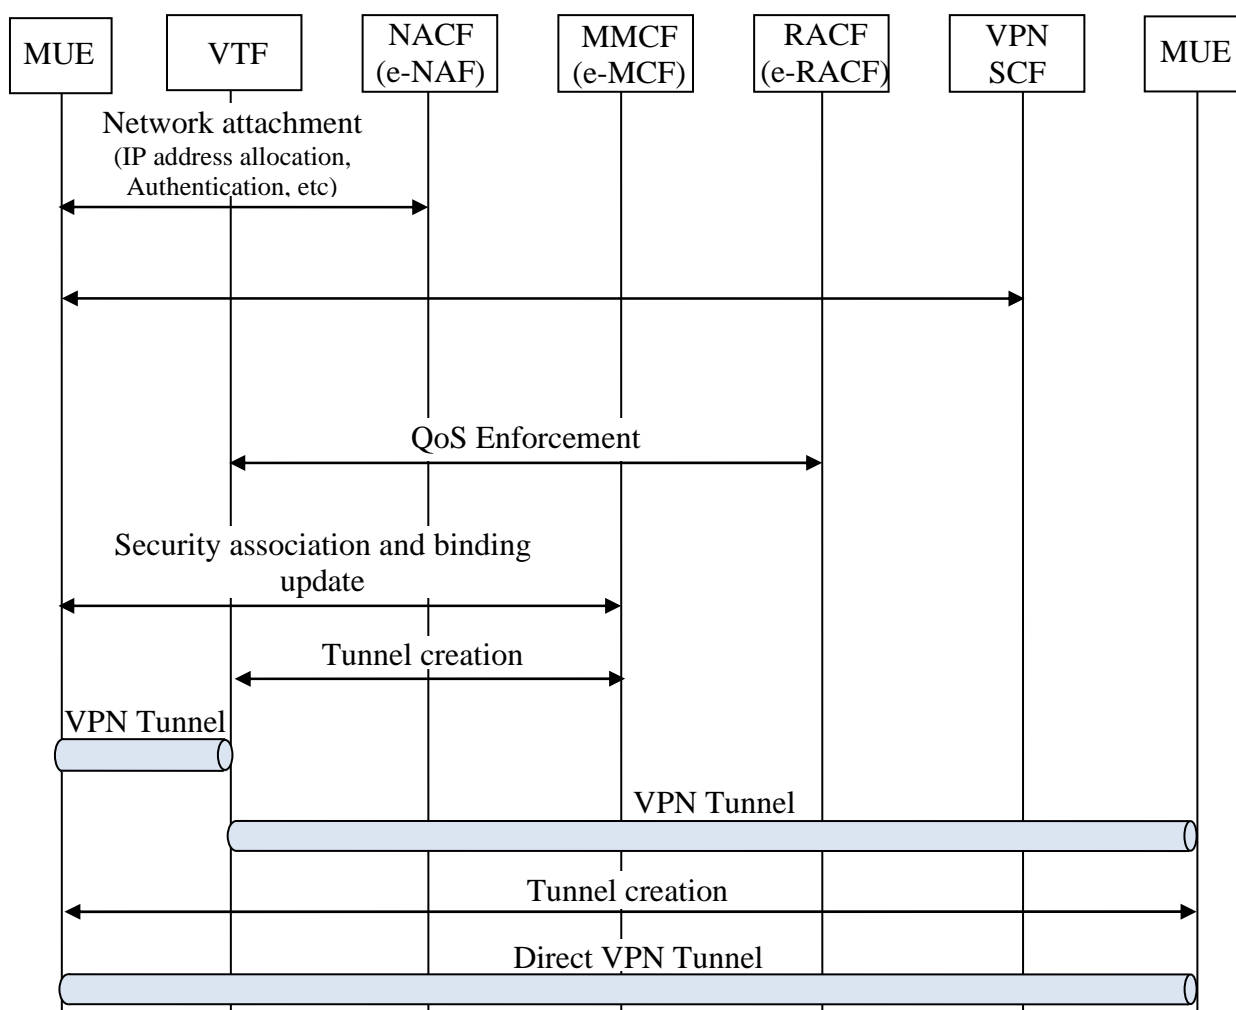 MUE
VTF
NACF
(e-NAF)
MMCF
(e-MCF)
RACF
(e-RACF)
VPN
SCF
MUE
Network attachment
(IP address allocation,
Authentication, etc)
QoS Enforcement
Security association and binding
update
Tunnel creation
VPN Tunnel
VPN Tunnel
Tunnel creation
Direct VPN Tunnel